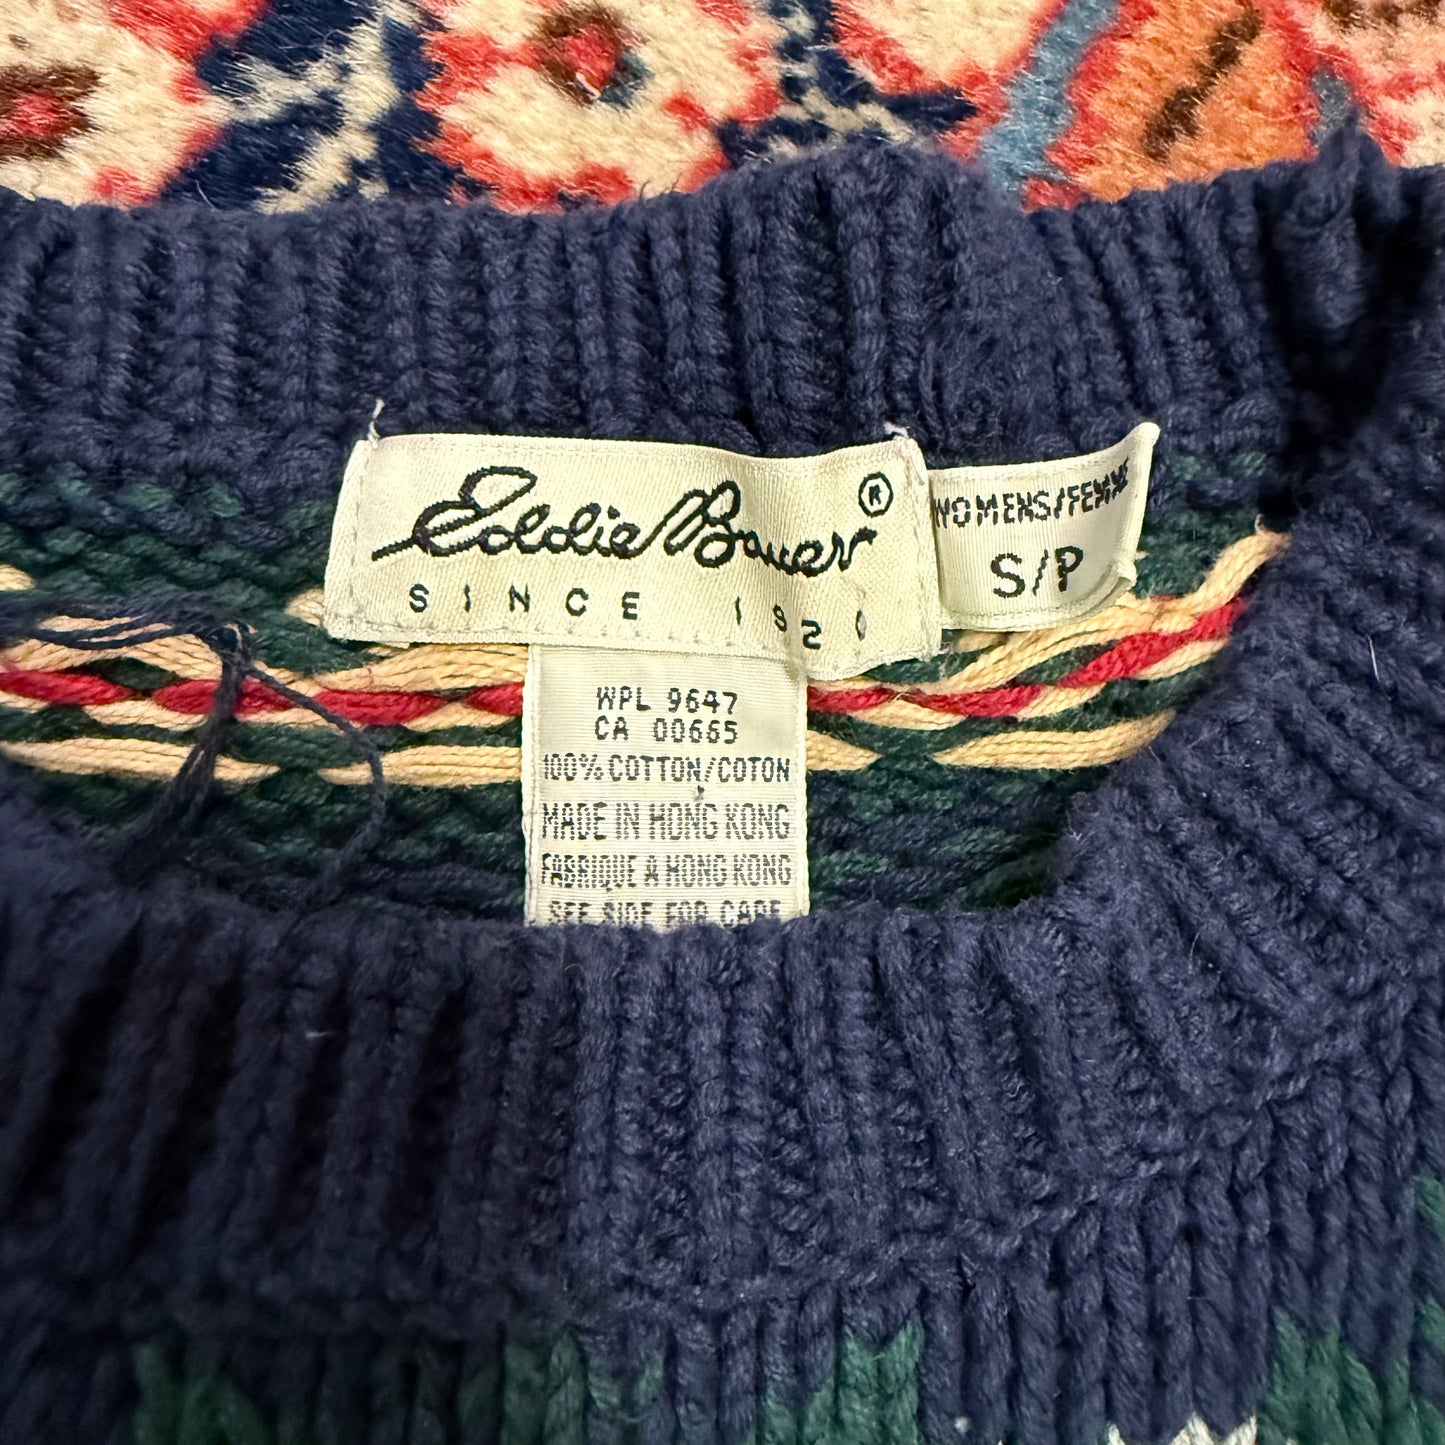 Eddie Bauer®
SINCE 1921
WOMENS/FEMME
S/P
WPL 9647
CA 00665
100% COTTON/COTON
MADE IN HONG KONG
FABRIQUE A HONG KONG
SEE SIDE FOR CARE